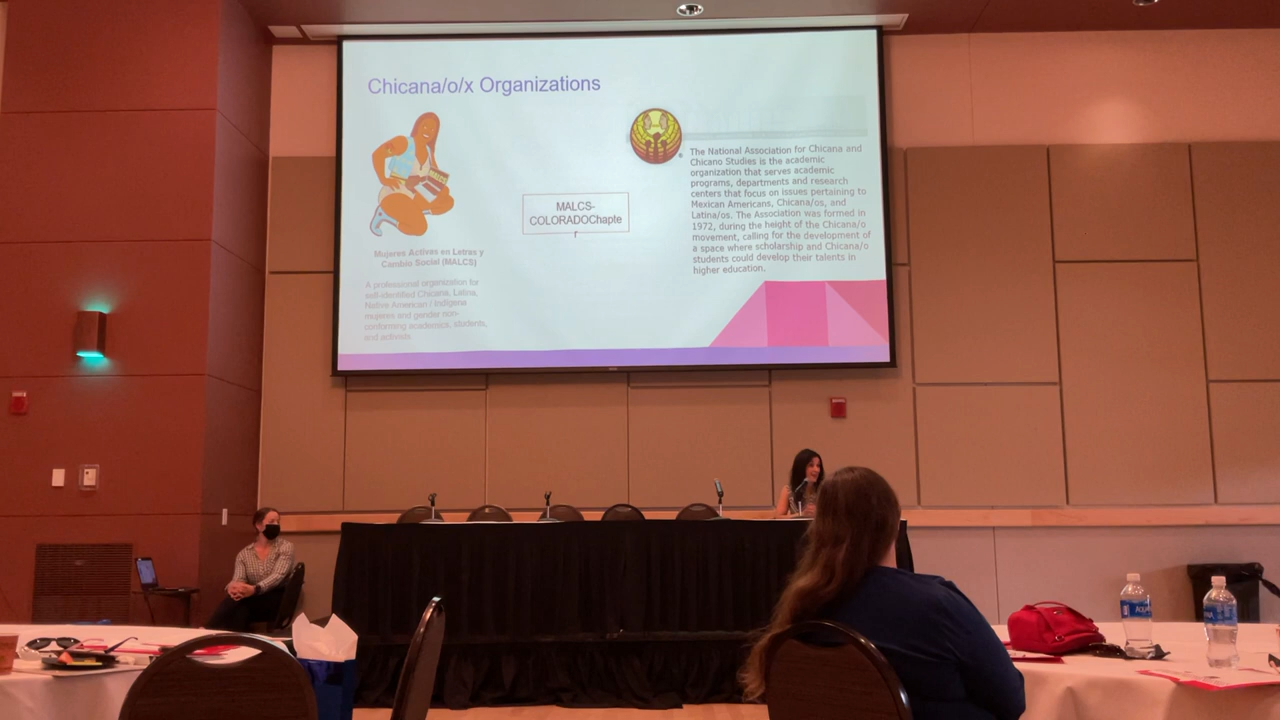 Chicana/o/x Organizations
MALCS
Mujeres Activas en Letras y
Cambio Social (MALCS)
A professional organization for
self-identified Chicana, Latina,
Native American / Indígena
mujeres and gender non-
conforming academics, students,
and activists
MALCS-
COLORADOChapte
r
The National Association for Chicana and
Chicano Studies is the academic
organization that serves academic
programs, departments and research
centers that focus on issues pertaining to
Mexican Americans, Chicana/os, and
Latina/os. The Association was formed in
1972, during the height of the Chicana/o
movement, calling for the development of
a space where scholarship and Chicana/o
students could develop their talents in
higher education.